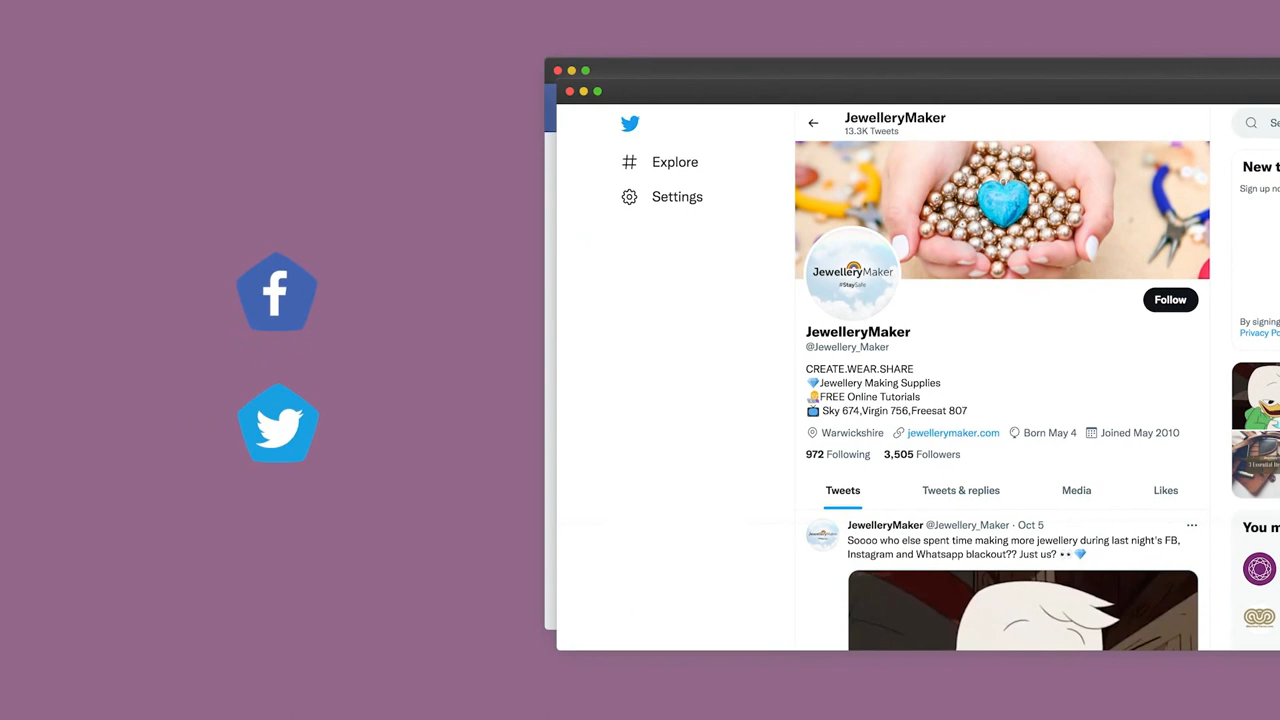 JewelleryMaker
13.3K Tweets
Explore
Settings
JewelleryMaker
#StaySafe
Follow
JewelleryMaker
@Jewellery_Maker
CREATE.WEAR.SHARE
💎Jewellery Making Supplies
👩‍🎨FREE Online Tutorials
📺 Sky 674,Virgin 756,Freesat 807
Warwickshire jewellerymaker.com Born May 4 Joined May 2010
972 Following 3,505 Followers
Tweets Tweets & replies Media Likes
JewelleryMaker @Jewellery_Maker · Oct 5
Soooo who else spent time making more jewellery during last night's FB,
Instagram and Whatsapp blackout?? Just us? 👀 💎
Se
New t
Sign up no
By signing
Privacy Po
You m